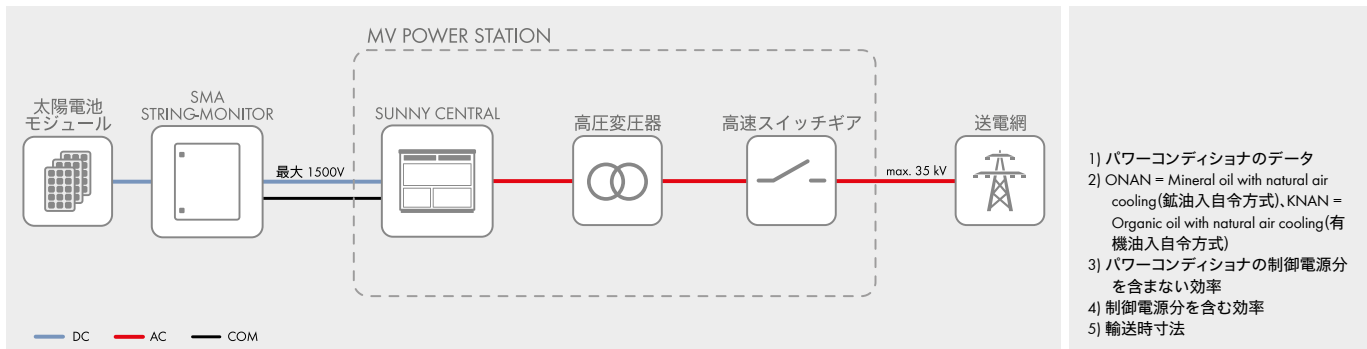 MV POWER STATION
太陽電池
モジュール
SMA
STRING-MONITOR
SUNNY CENTRAL
高圧変圧器
高速スイッチギア
送電網
最大 1500V
max. 35 kV
DC
AC
COM
1) パワーコンディショナのデータ
2) ONAN = Mineral oil with natural air
cooling(鉱油入自令方式)、KNAN =
Organic oil with natural air cooling(有
機油入自令方式)
3) パワーコンディショナの制御電源分
を含まない効率
4) 制御電源分を含む効率
5) 輸送時寸法